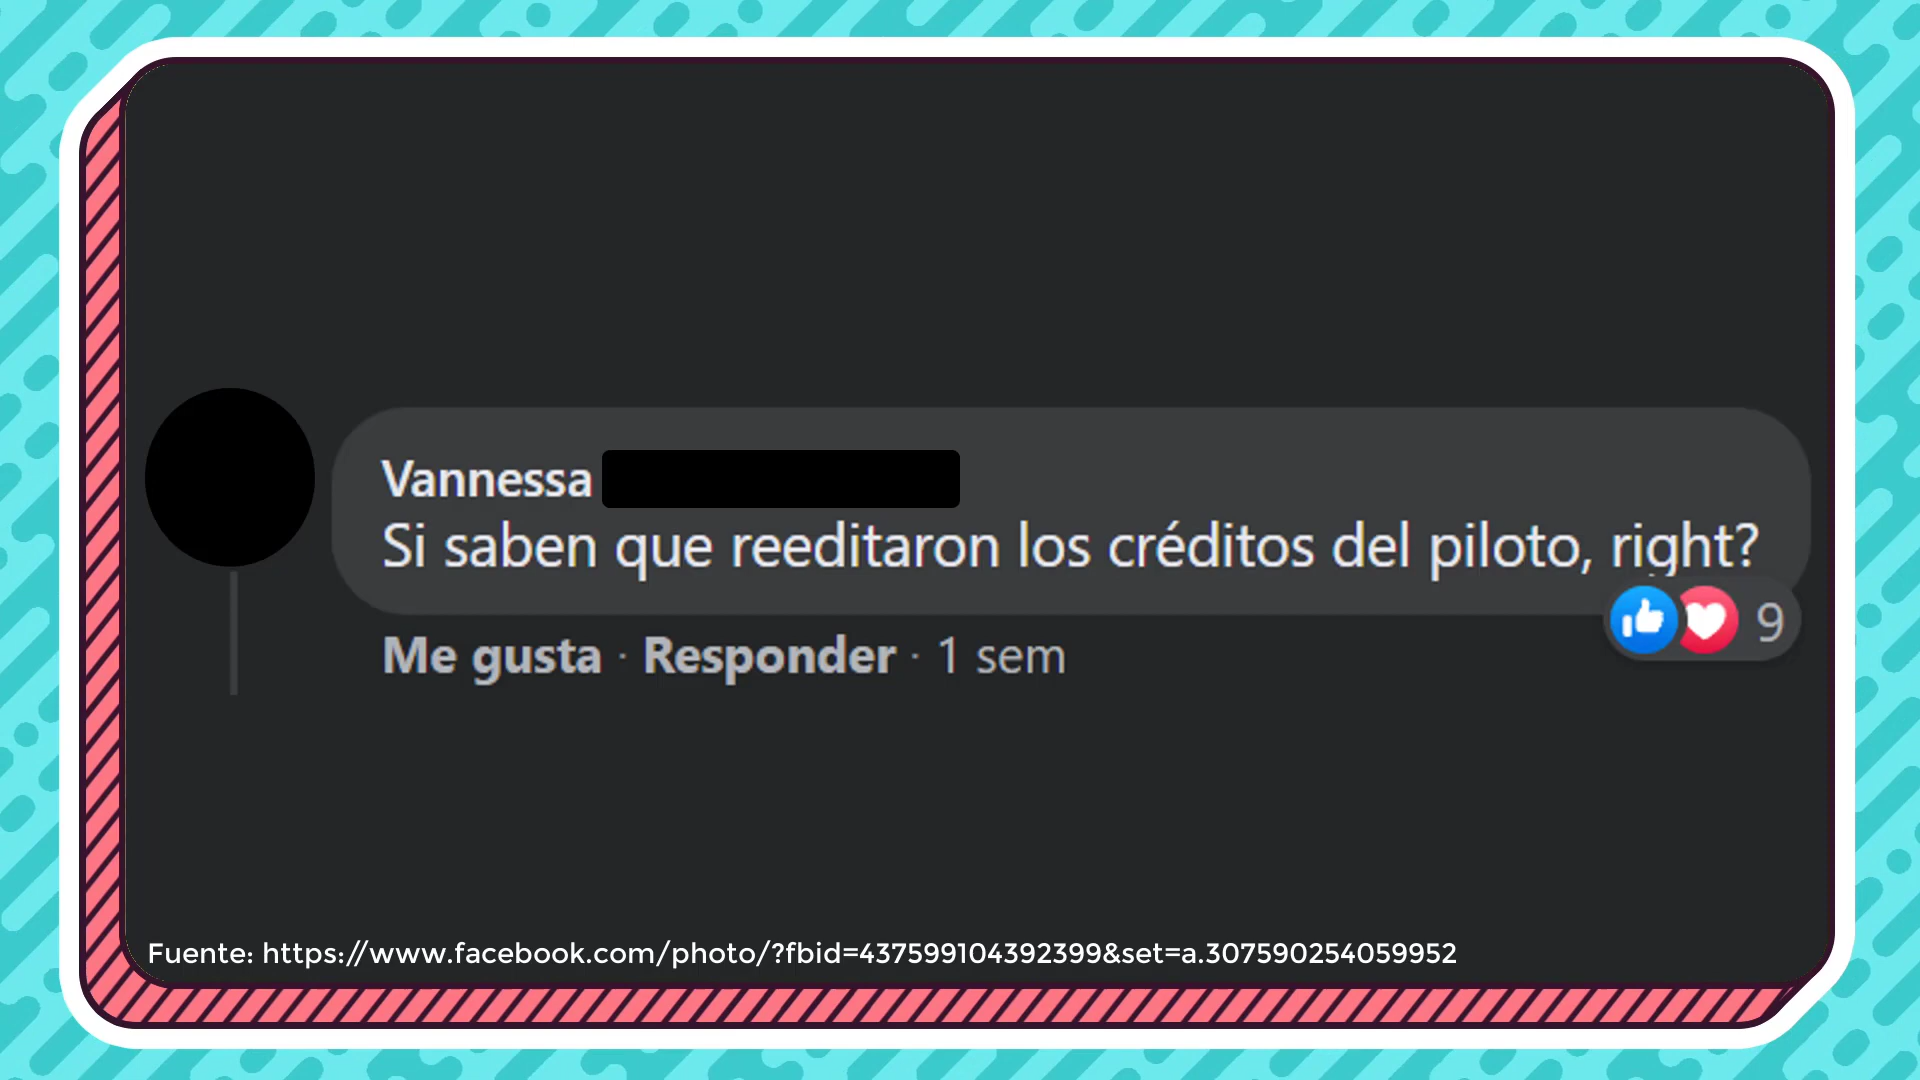 Vannessa
Si saben que reeditaron los créditos del piloto, right?
9
Me gusta · Responder · 1 sem
Fuente: https://www.facebook.com/photo/?fbid=437599104392399&set=a.307590254059952